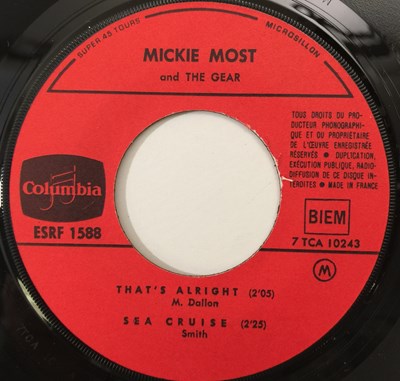 SUPER 45 TOURS
MICROSILLON
MICKIE MOST
and THE GEAR
TOUS DROITS DU PRO-
DUCTEUR PHONOGRAPHI-
QUE ET DU PROPRIÉTAIRE
DE L'ŒUVRE ENREGISTRÉE
RÉSERVÉS • DUPLICATION,
EXÉCUTION PUBLIQUE, RADIO-
DIFFUSION DE CE DISQUE IN-
TERDITES • MADE IN FRANCE
Columbia
ESRF 1588
BIEM
7 TCA 10243
M
THAT'S ALRIGHT (2'05)
M. Dallon
SEA CRUISE (2'25)
Smith